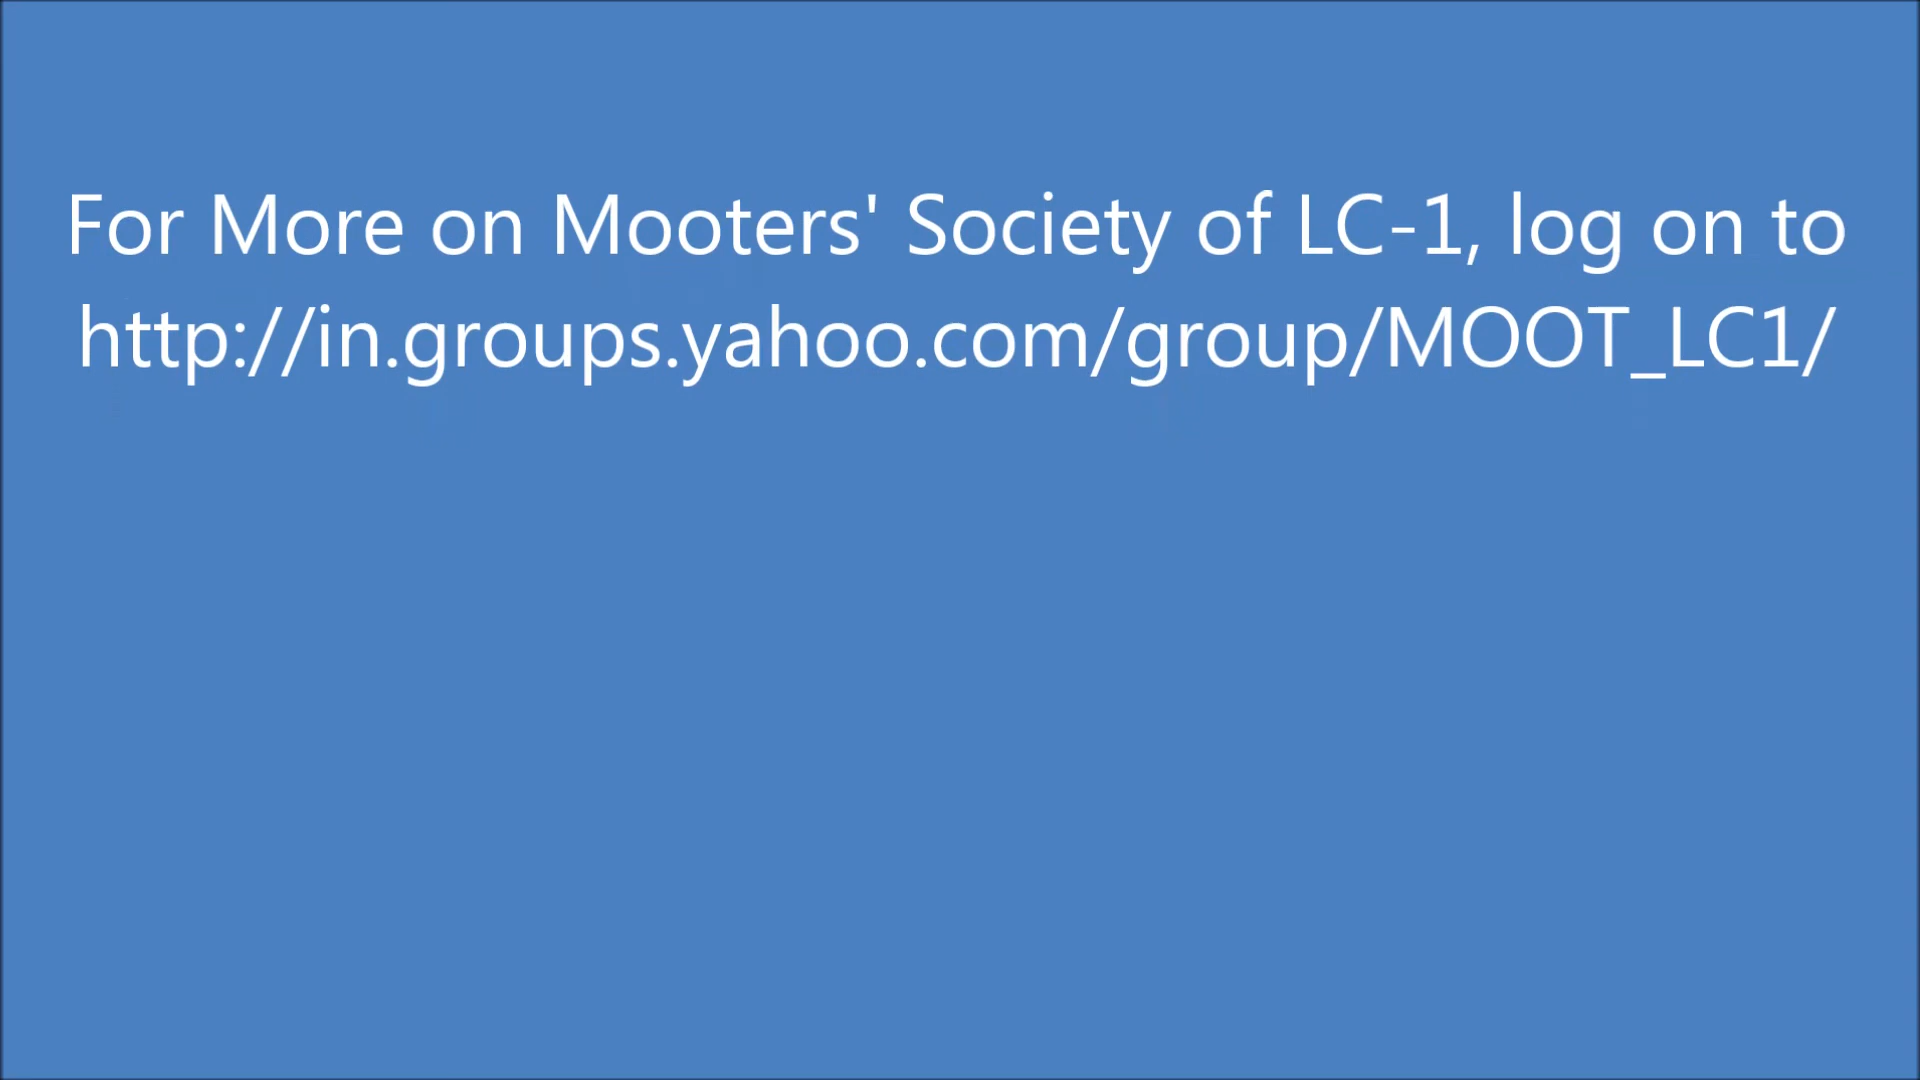 For More on Mooters' Society of LC-1, log on to
http://in.groups.yahoo.com/group/MOOT_LC1/